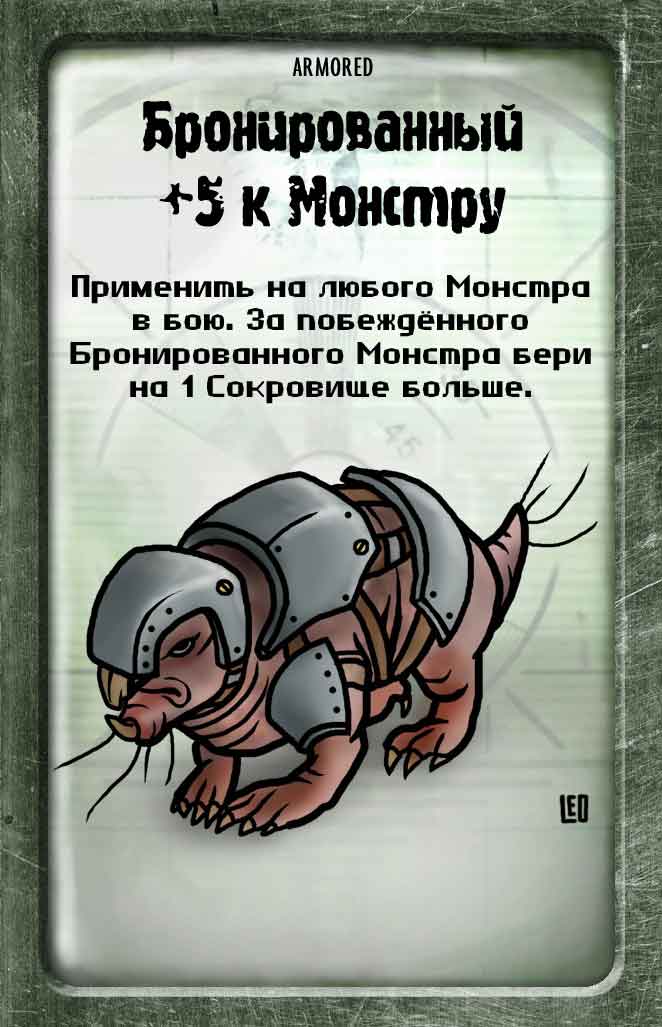 ARMORED
Бронированный
+5 к Монстру
Применить на любого Монстра
в бою. За побеждённого
Бронированного Монстра бери
на 1 Сокровище больше.
45
LEO